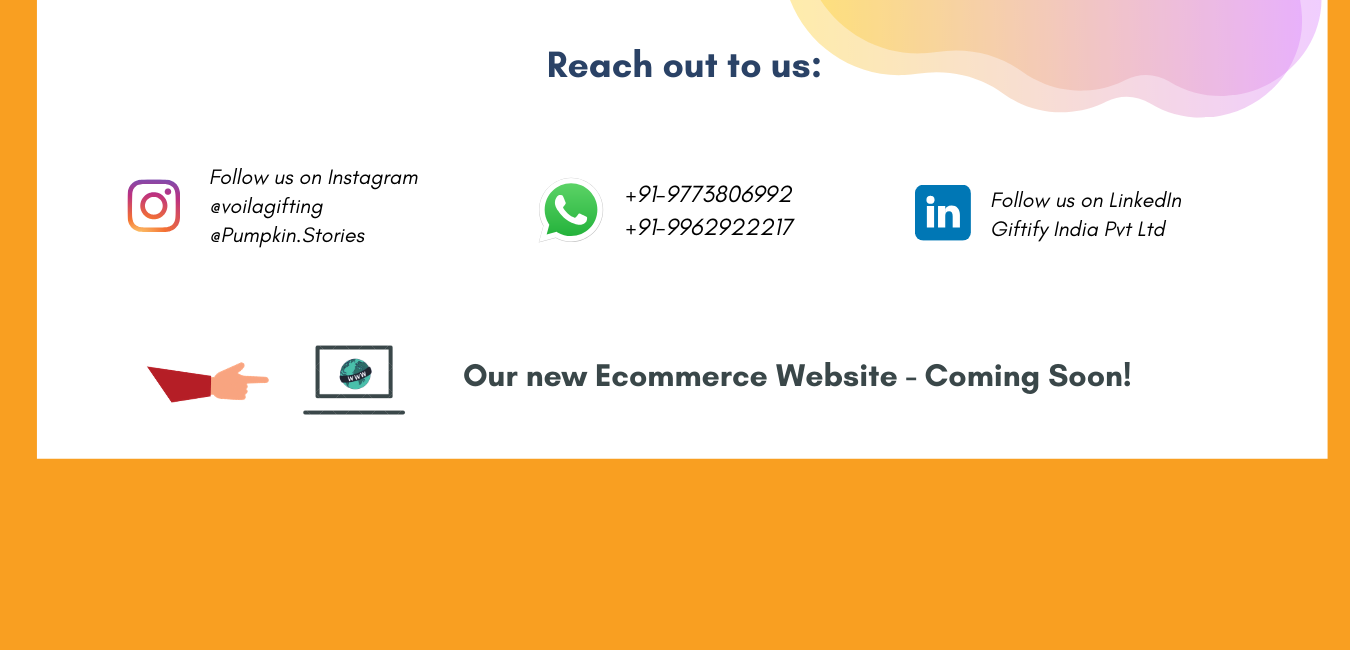 Reach out to us:
Follow us on Instagram
@voilagifting
@Pumpkin.Stories
+91-9773806992
+91-9962922217
in
Follow us on LinkedIn
Giftify India Pvt Ltd
WWW
Our new Ecommerce Website - Coming Soon!